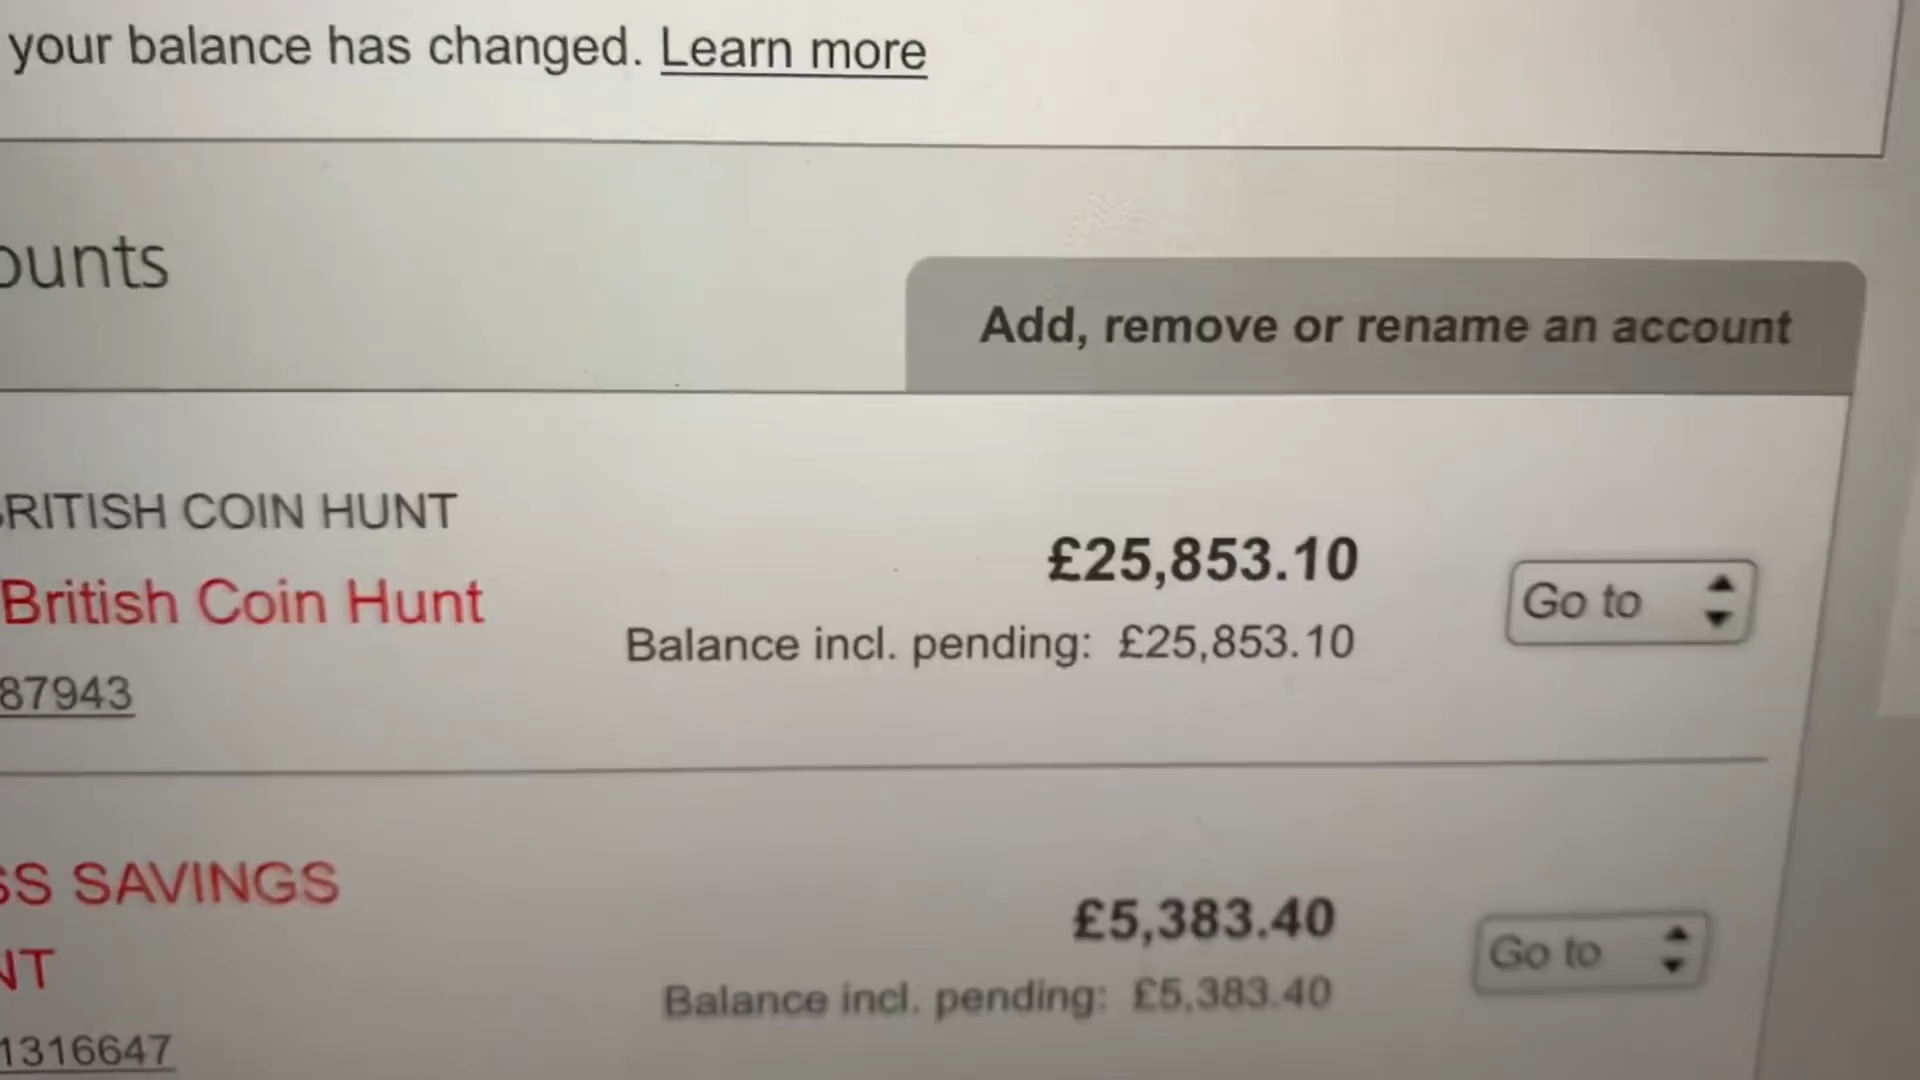 your balance has changed. Learn more
ounts
Add, remove or rename an account
RITISH COIN HUNT
British Coin Hunt
£25,853.10
Go to
Balance incl. pending: £25,853.10
87943
SS SAVINGS
£5,383.40
Go to
NT
Balance incl. pending: £5,383.40
1316647